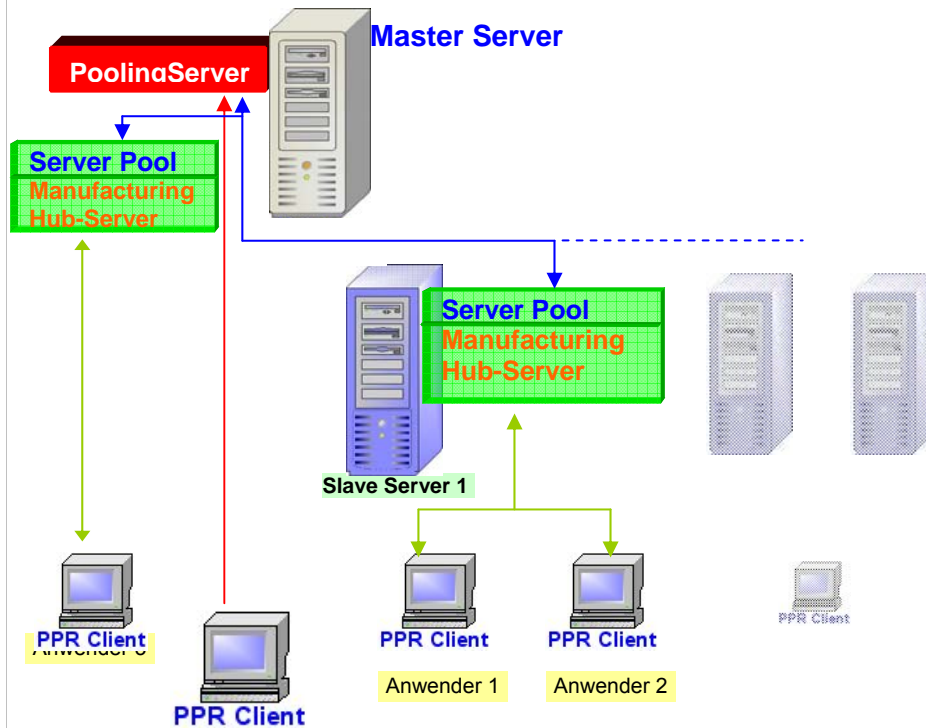 Master Server
PoolingServer
Server Pool
Manufacturing
Hub-Server
Server Pool
Manufacturing
Hub-Server
Slave Server 1
PPR Client
PPR Client
PPR Client
PPR Client
Anwender 1
Anwender 2
PPR Client